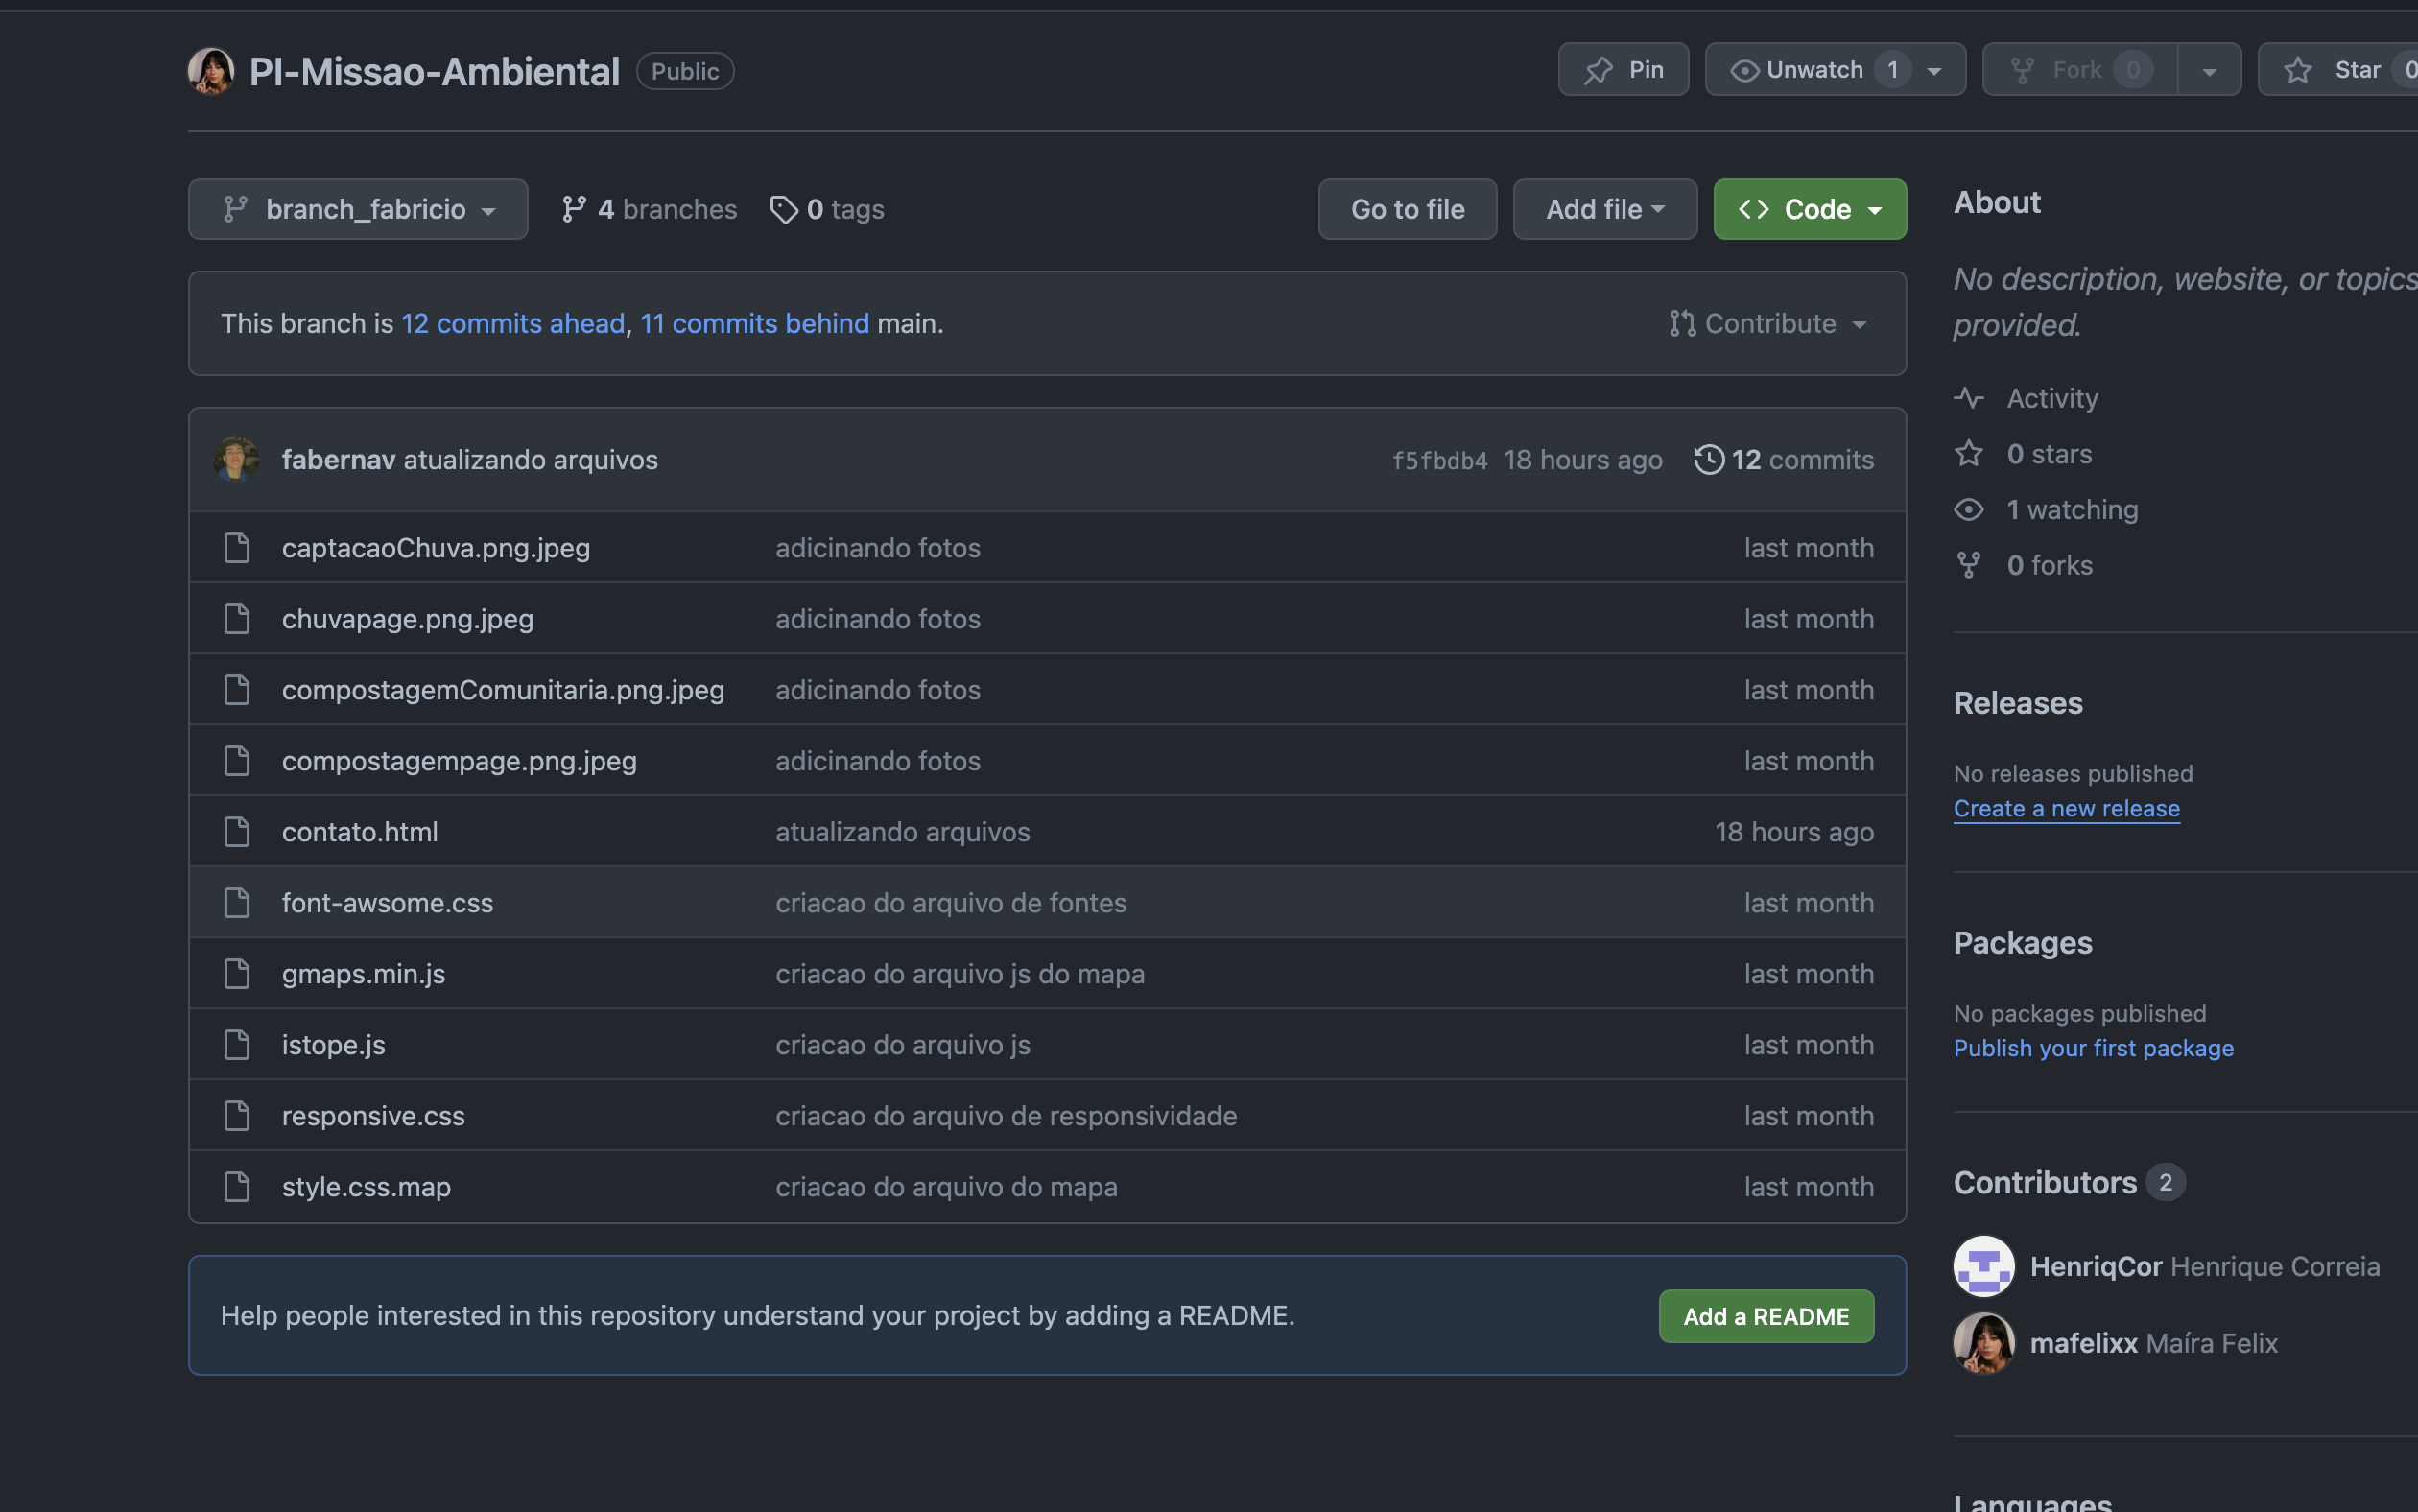 PI-Missao-Ambiental Public Pin Unwatch 1 Fork 0 Star 0
branch_fabricio 4 branches 0 tags Go to file Add file Code
This branch is 12 commits ahead, 11 commits behind main. Contribute
fabernav atualizando arquivos f5fbdb4 18 hours ago 12 commits
captacaoChuva.png.jpeg adicinando fotos last month
chuvapage.png.jpeg adicinando fotos last month
compostagemComunitaria.png.jpeg adicinando fotos last month
compostagempage.png.jpeg adicinando fotos last month
contato.html atualizando arquivos 18 hours ago
font-awsome.css criacao do arquivo de fontes last month
gmaps.min.js criacao do arquivo js do mapa last month
istope.js criacao do arquivo js last month
responsive.css criacao do arquivo de responsividade last month
style.css.map criacao do arquivo do mapa last month
Help people interested in this repository understand your project by adding a README. Add a README
About
No description, website, or topics
provided.
Activity
0 stars
1 watching
0 forks
Releases
No releases published
Create a new release
Packages
No packages published
Publish your first package
Contributors 2
HenriqCor Henrique Correia
mafelixx Maíra Felix
Languages